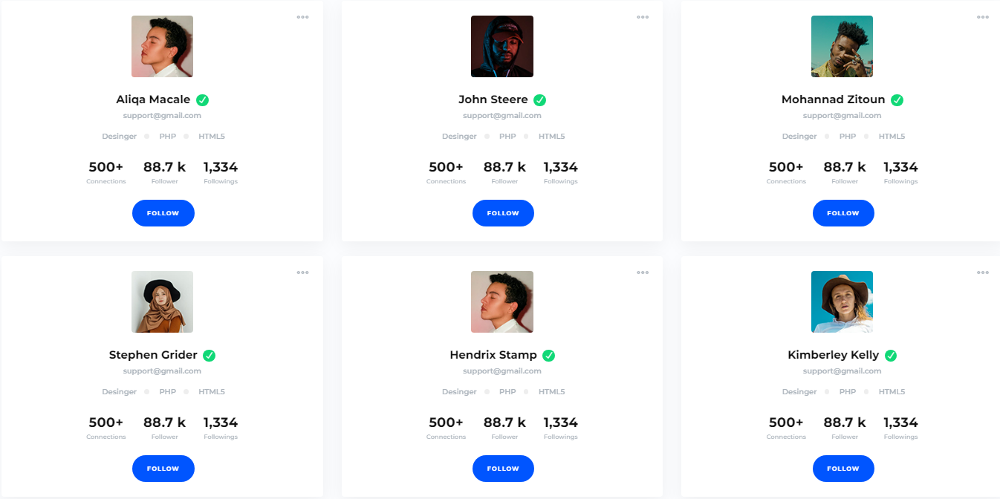 Aliqa Macale
support@gmail.com
Desinger PHP HTML5
500+ 88.7 k 1,334
Connections Follower Followings
FOLLOW
John Steere
support@gmail.com
Desinger PHP HTML5
500+ 88.7 k 1,334
Connections Follower Followings
FOLLOW
Mohannad Zitoun
support@gmail.com
Desinger PHP HTML5
500+ 88.7 k 1,334
Connections Follower Followings
FOLLOW
Stephen Grider
support@gmail.com
Desinger PHP HTML5
500+ 88.7 k 1,334
Connections Follower Followings
FOLLOW
Hendrix Stamp
support@gmail.com
Desinger PHP HTML5
500+ 88.7 k 1,334
Connections Follower Followings
FOLLOW
Kimberley Kelly
support@gmail.com
Desinger PHP HTML5
500+ 88.7 k 1,334
Connections Follower Followings
FOLLOW